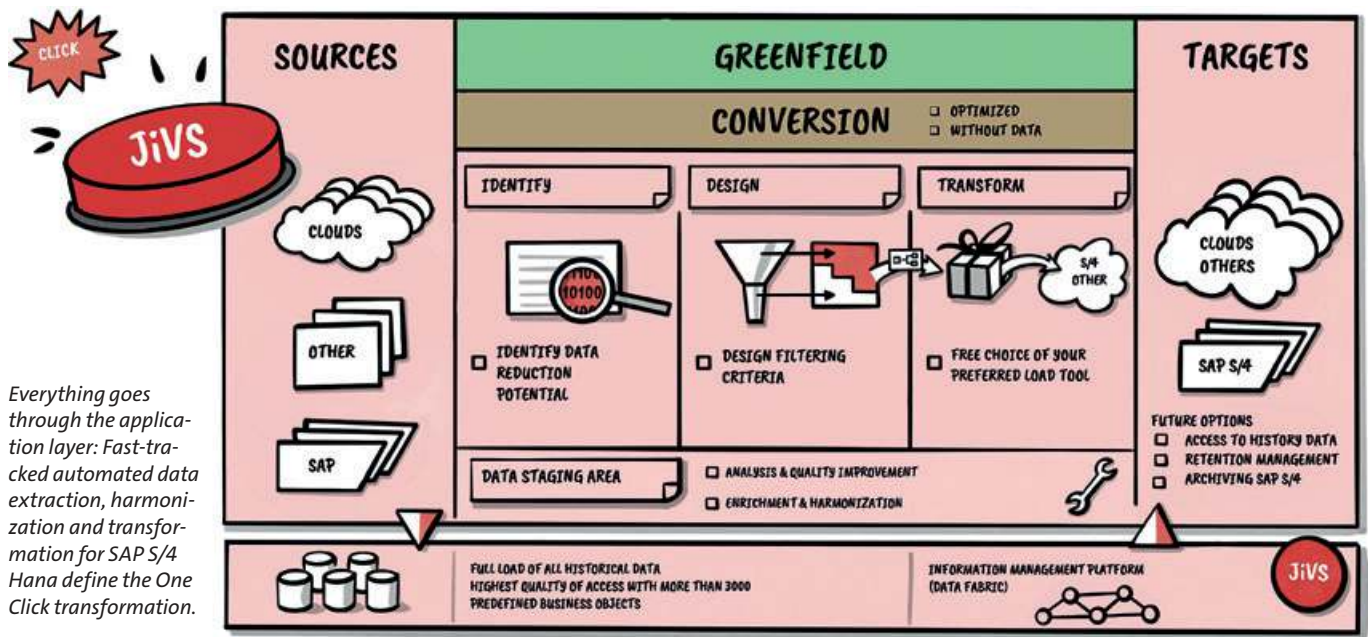 CLICK
JiVS
SOURCES
CLOUDS
OTHER
SAP
GREENFIELD
CONVERSION
OPTIMIZED
WITHOUT DATA
IDENTIFY
DESIGN
TRANSFORM
1100
10100
S/4
OTHER
IDENTIFY DATA
REDUCTION
POTENTIAL
DESIGN FILTERING
CRITERIA
FREE CHOICE OF YOUR
PREFERRED LOAD TOOL
DATA STAGING AREA
ANALYSIS & QUALITY IMPROVEMENT
ENRICHMENT & HARMONIZATION
TARGETS
CLOUDS
OTHERS
SAP S/4
FUTURE OPTIONS
ACCESS TO HISTORY DATA
RETENTION MANAGEMENT
ARCHIVING SAP S/4
FULL LOAD OF ALL HISTORICAL DATA
HIGHEST QUALITY OF ACCESS WITH MORE THAN 3000
PREDEFINED BUSINESS OBJECTS
INFORMATION MANAGEMENT PLATFORM
(DATA FABRIC)
JiVS
Everything goes
through the applica-
tion layer: Fast-tra-
cked automated data
extraction, harmoni-
zation and transfor-
mation for SAP S/4
Hana define the One
Click transformation.